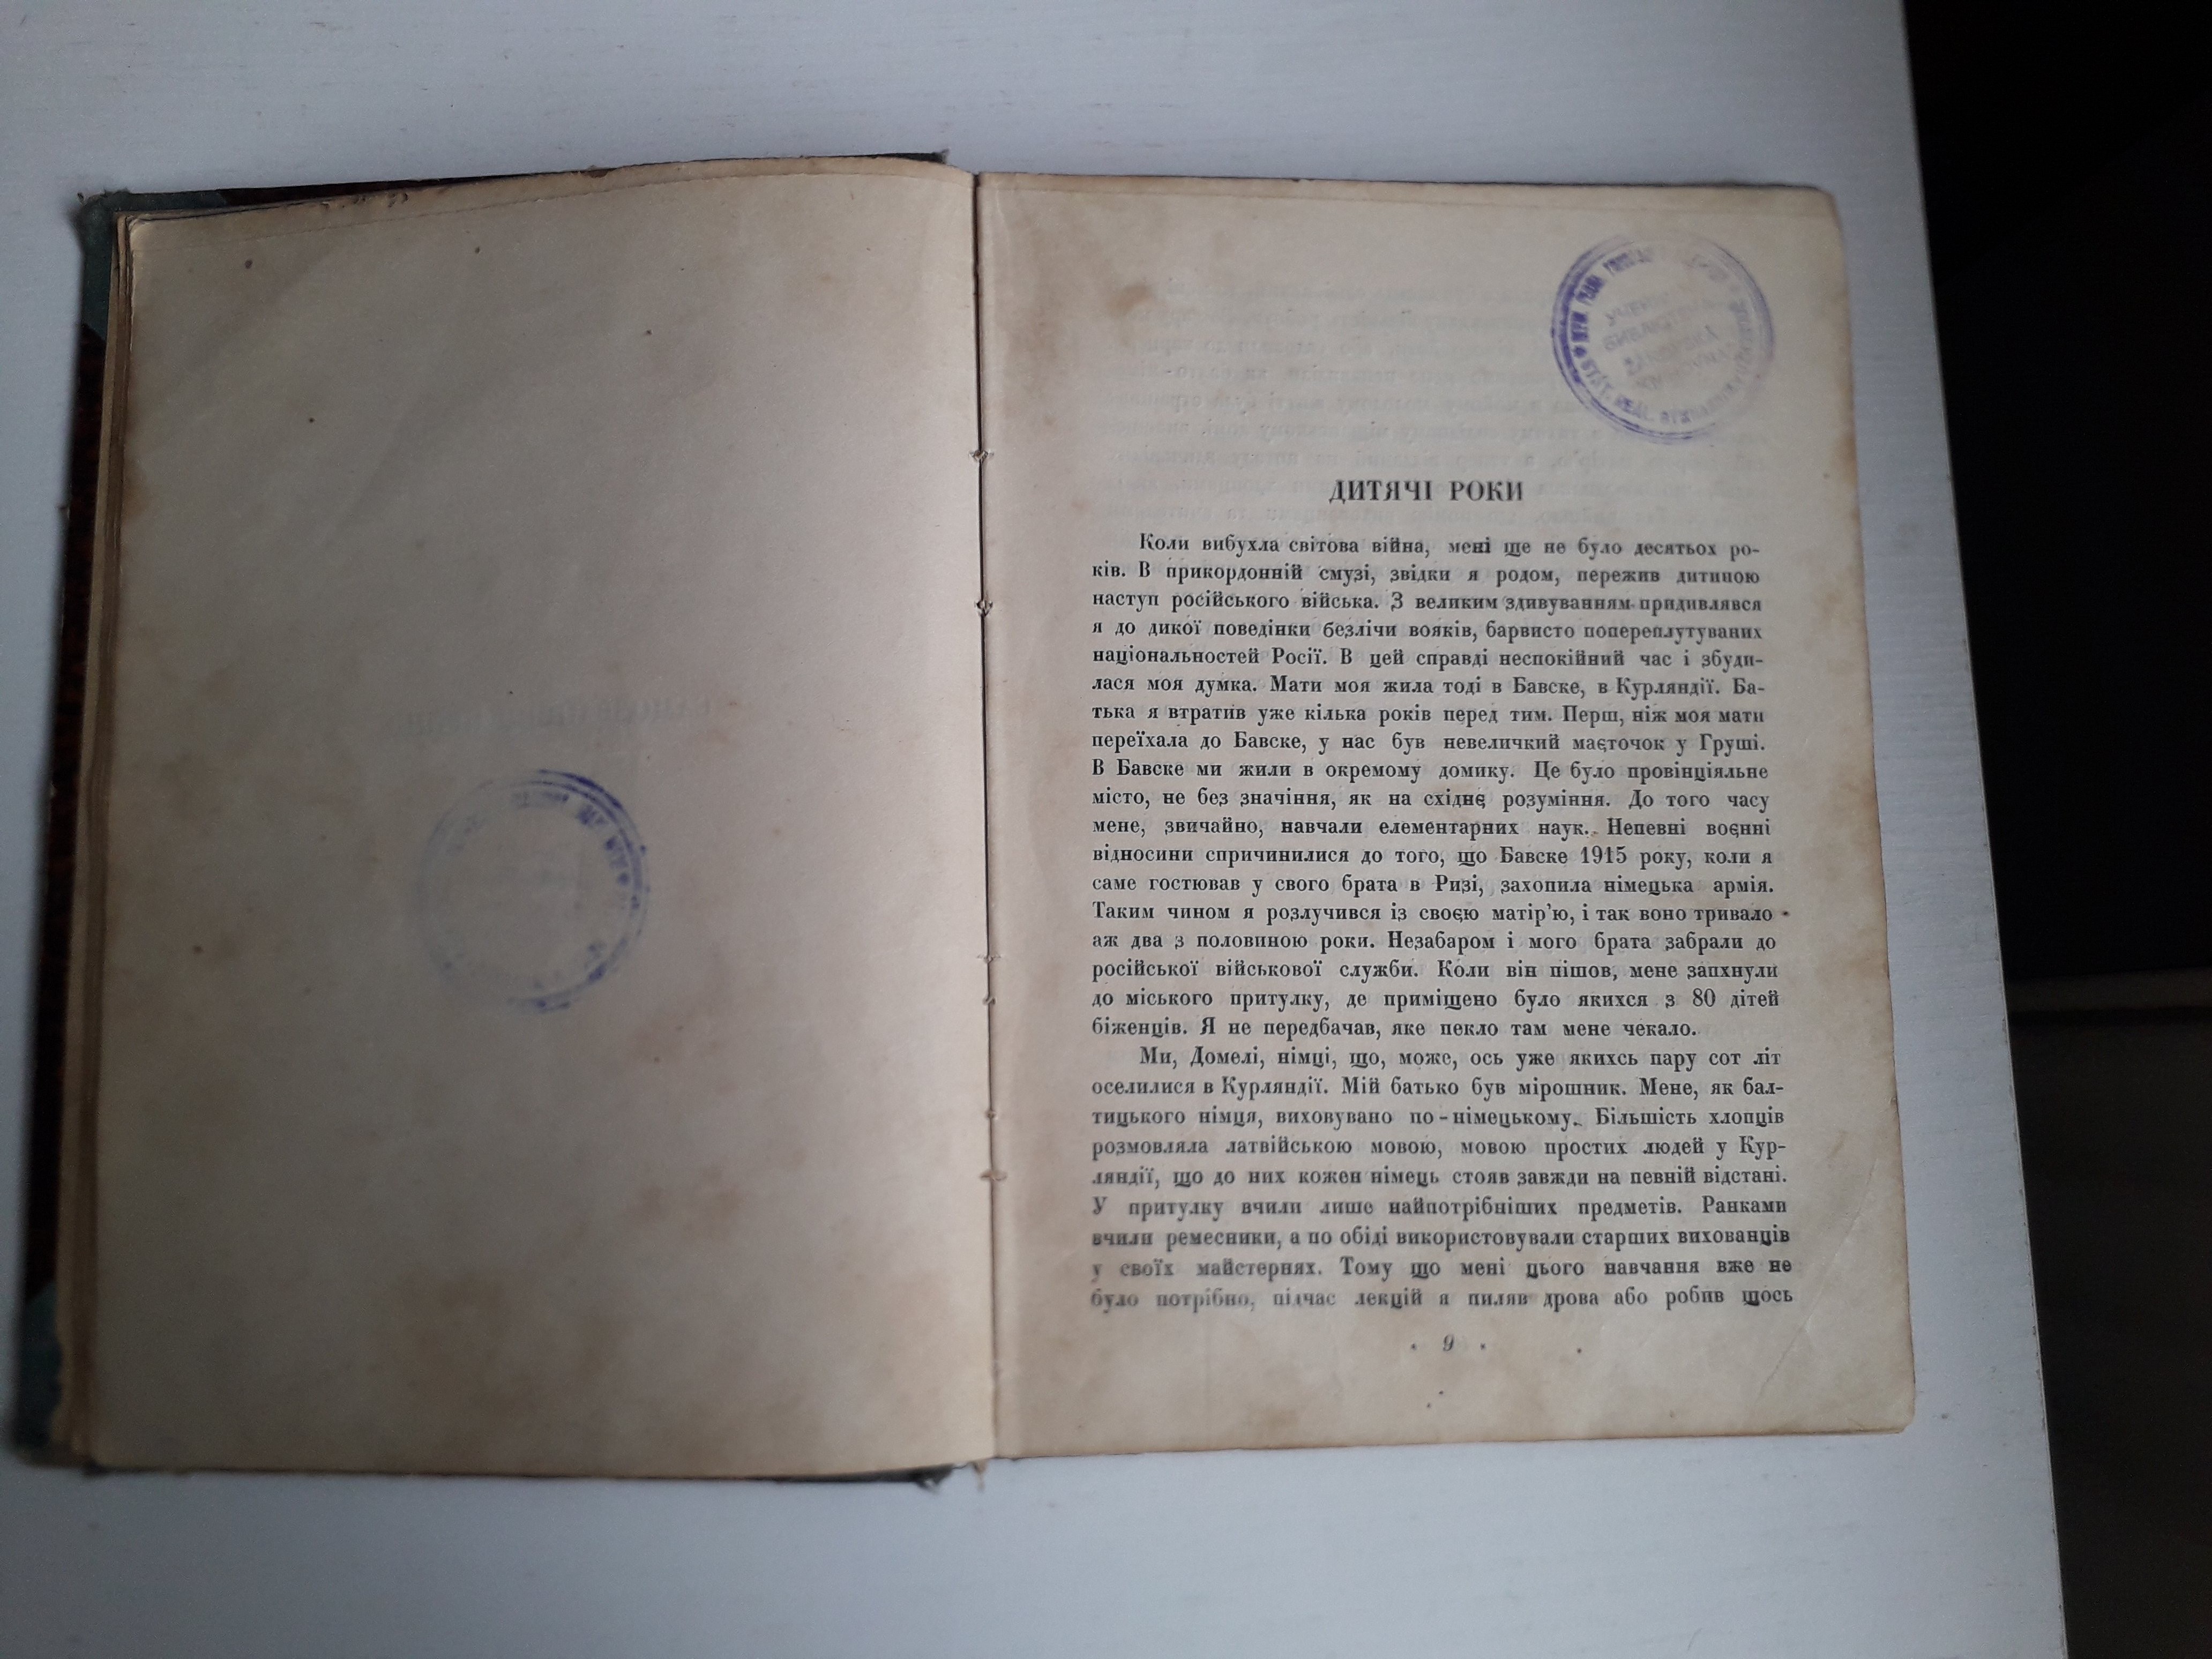 ДИТЯЧІ РОКИ
Коли вибухла світова війна, мені ще не було десятьох ро-
ків. В прикордонній смузі, звідки я родом, пережив дитиною
наступ російського війська. З великим здивуванням придивлявся
я до дикої поведінки безлічи вояків, барвисто попереплутуваних
національностей Росії. В цей справді неспокійний час і збуди-
лася моя думка. Мати моя жила тоді в Бавске, в Курляндії. Ба-
тька я втратив уже кілька років перед тим. Перш, ніж моя мати
переїхала до Бавске, у нас був невеличкий маєточок у Груші.
В Бавске ми жили в окремому домику. Це було провінціяльне
місто, не без значіння, як на східнє розуміння. До того часу
мене, звичайно, навчали елементарних наук. Непевні воєнні
відносини спричинилися до того, що Бавске 1915 року, коли я
саме гостював у свого брата в Ризі, захопила німецька армія.
Таким чином я розлучився із своєю матір'ю, і так воно тривало
аж два з половиною роки. Незабаром і мого брата забрали до
російської військової служби. Коли він пішов, мене запхнули
до міського притулку, де приміщено було якихся з 80 дітей
біженців. Я не передбачав, яке пекло там мене чекало.
Ми, Домелі, німці, що, може, ось уже якихсь пару сот літ
оселилися в Курляндії. Мій батько був мірошник. Мене, як бал-
тицького німця, виховувано по-німецькому. Більшість хлопців
розмовляла латвійською мовою, мовою простих людей у Кур-
ляндії, що до них кожен німець стояв завжди на певній відстані.
У притулку вчили лише найпотрібніших предметів. Ранками
вчили ремесники, а по обіді використовували старших вихованців
у своїх майстернях. Тому що мені цього навчання вже не
було потрібно, підчас лекцій я пиляв дрова або робив щось
9